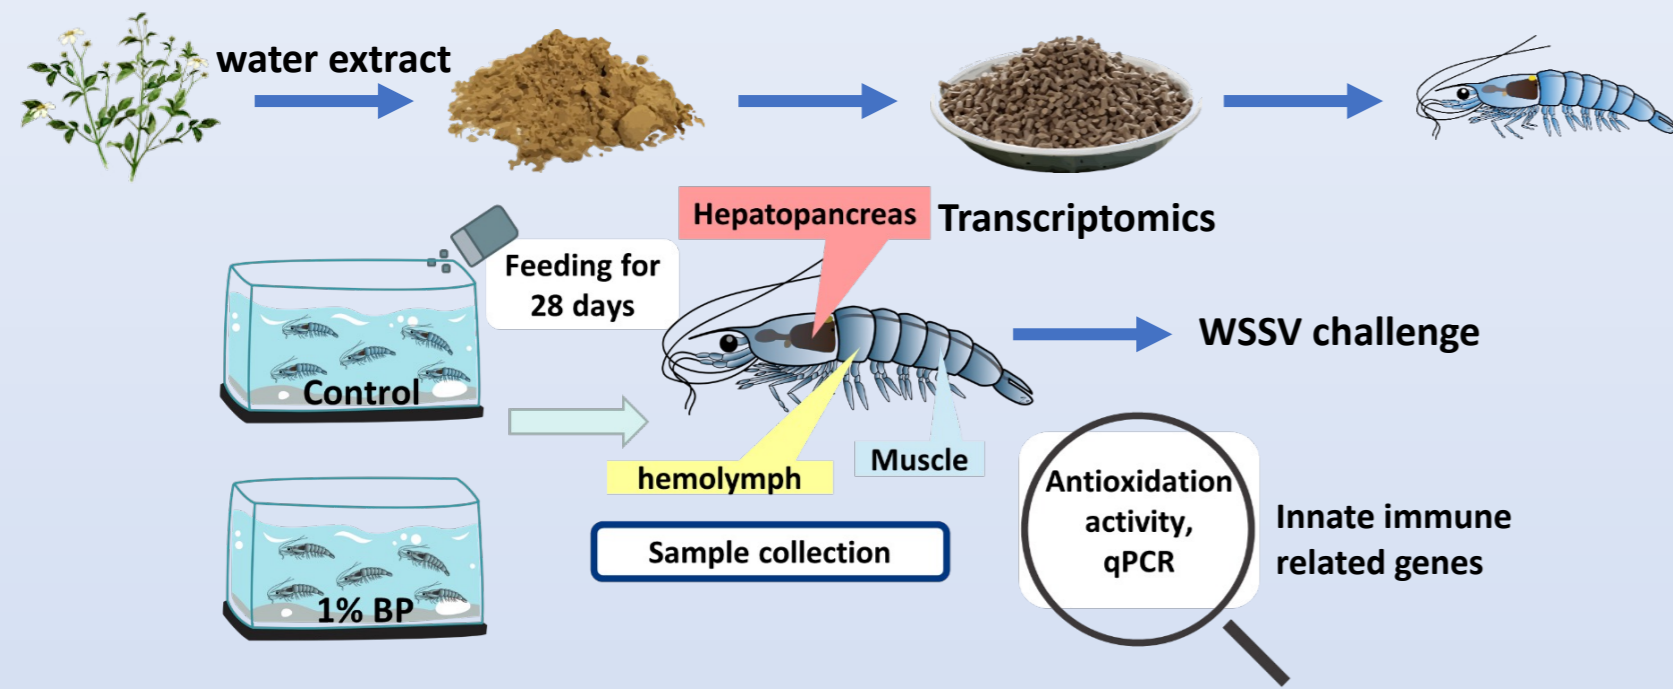 water extract
Hepatopancreas
Transcriptomics
Feeding for
28 days
Control
WSSV challenge
hemolymph
Muscle
Sample collection
1% BP
Antioxidation
activity,
qPCR
Innate immune
related genes